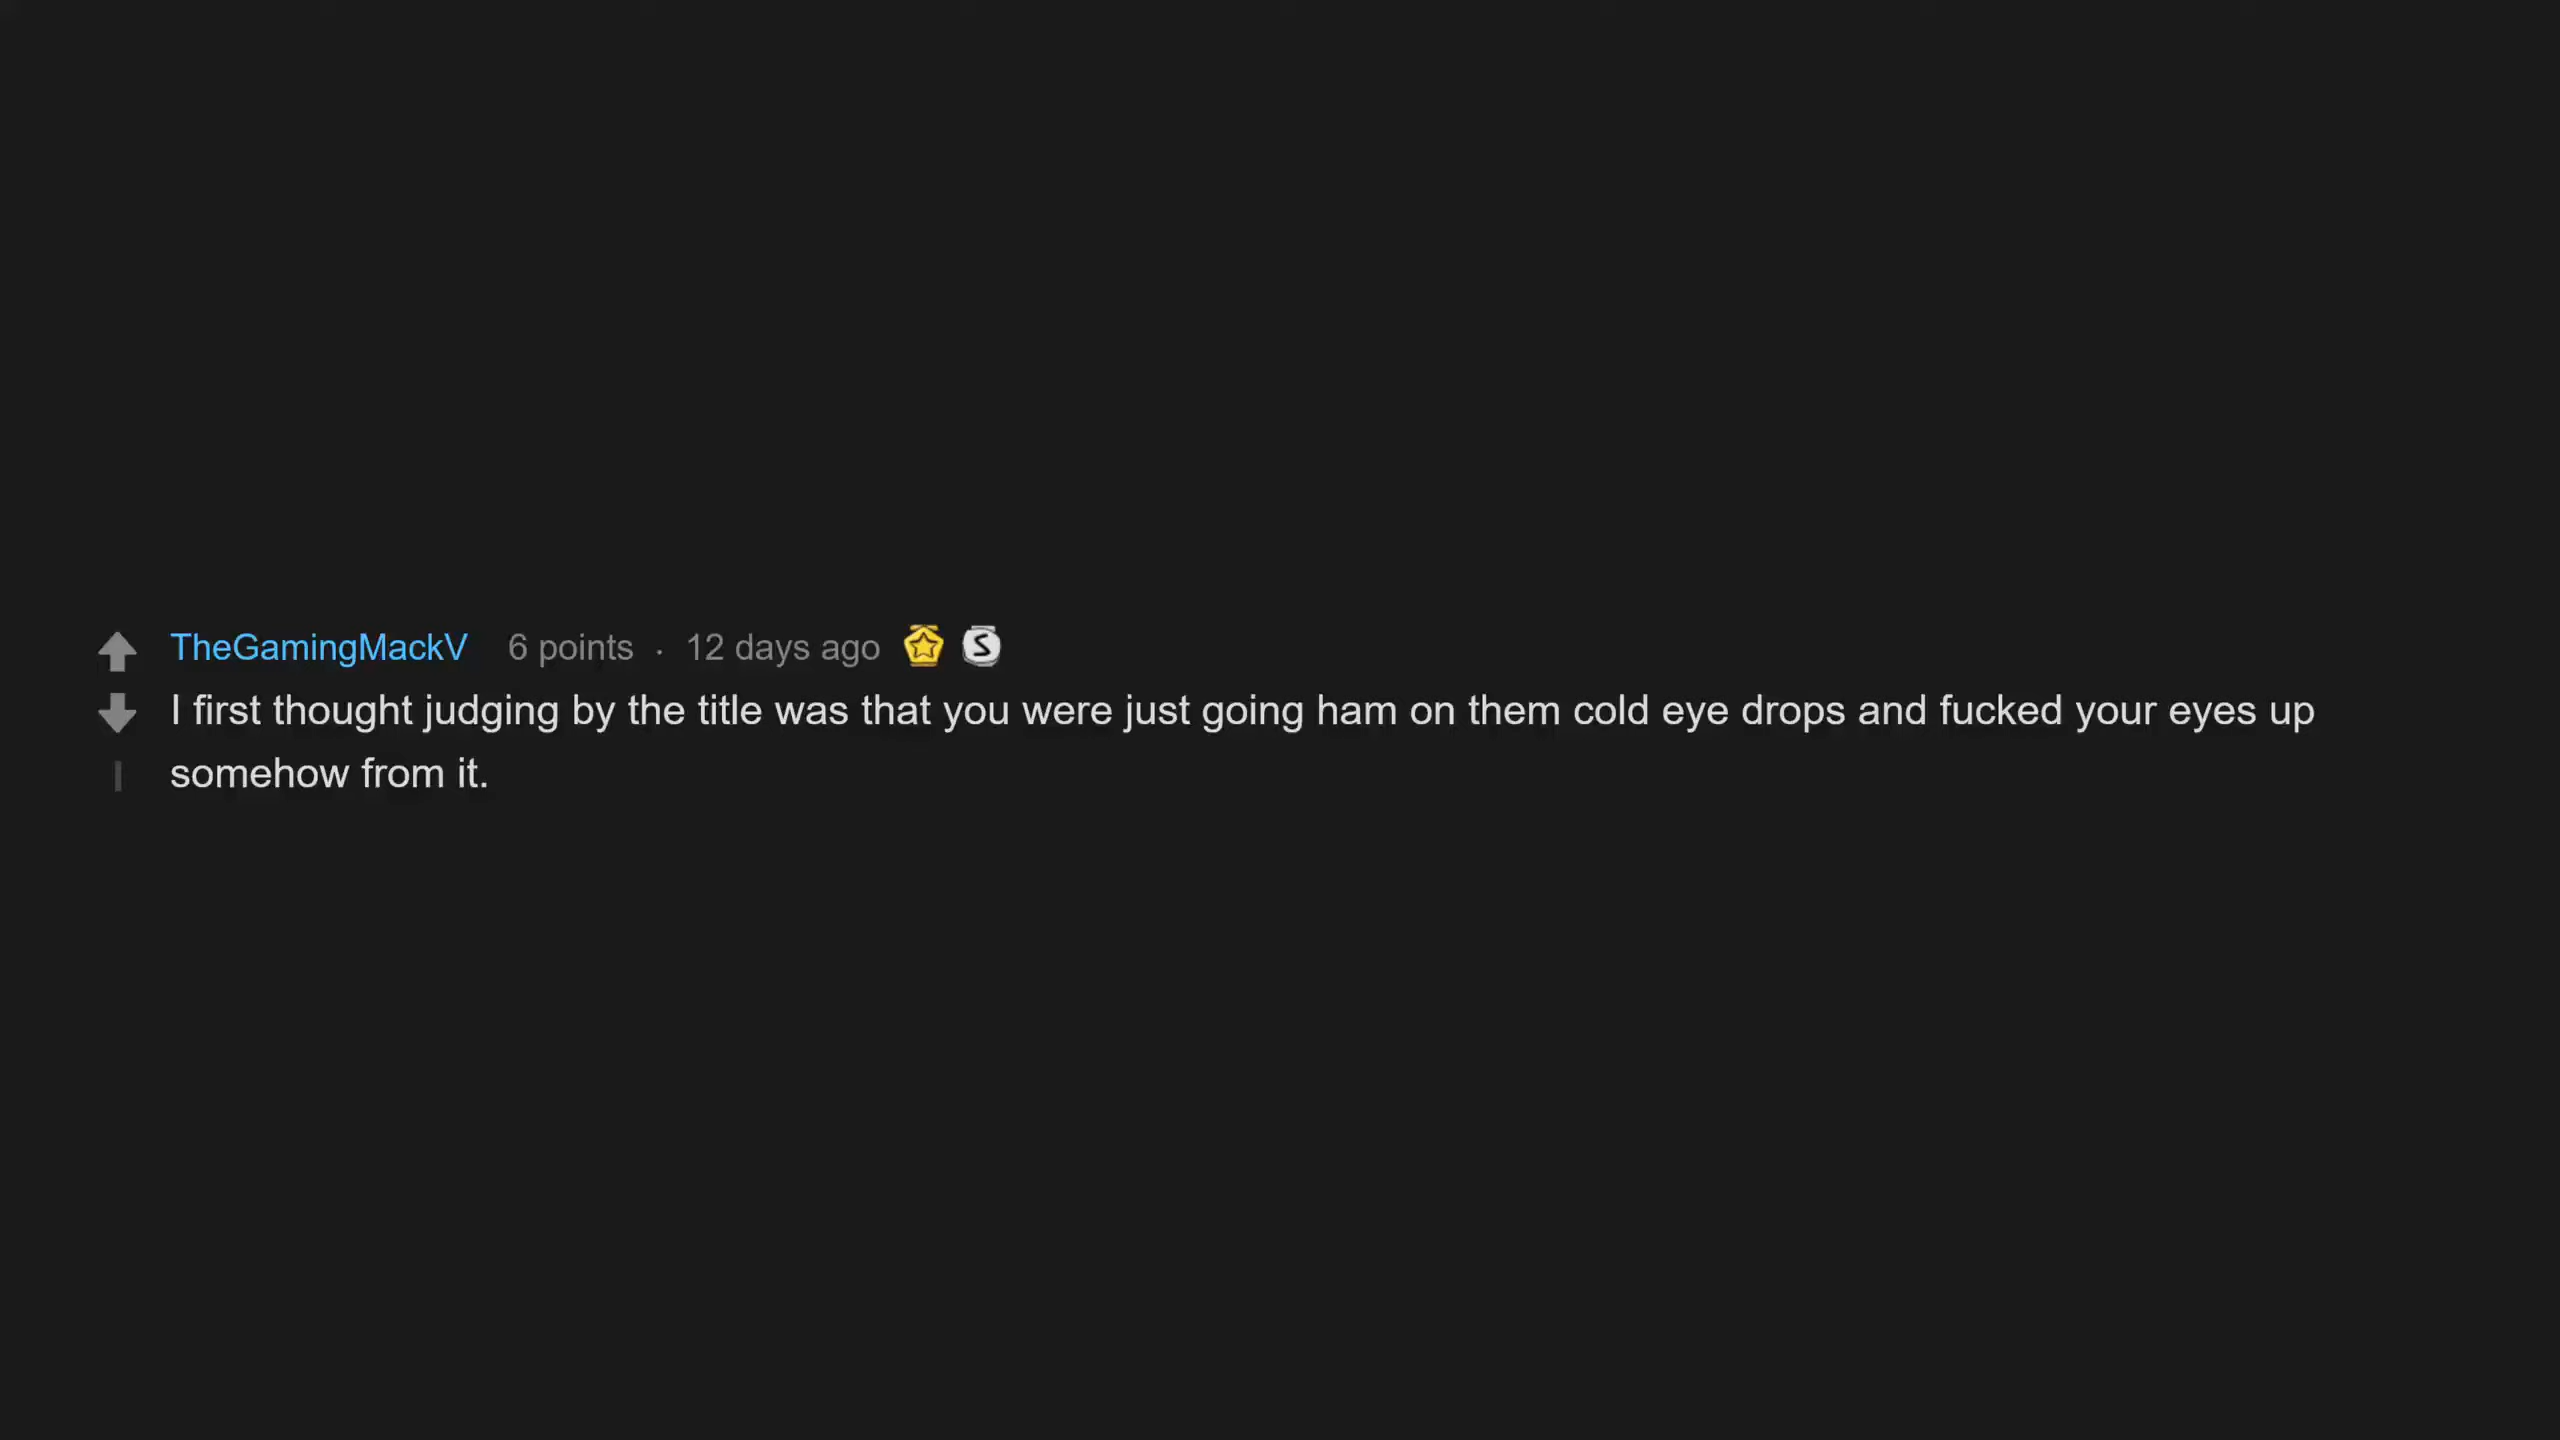 TheGamingMackV 6 points · 12 days ago S
I first thought judging by the title was that you were just going ham on them cold eye drops and fucked your eyes up
somehow from it.